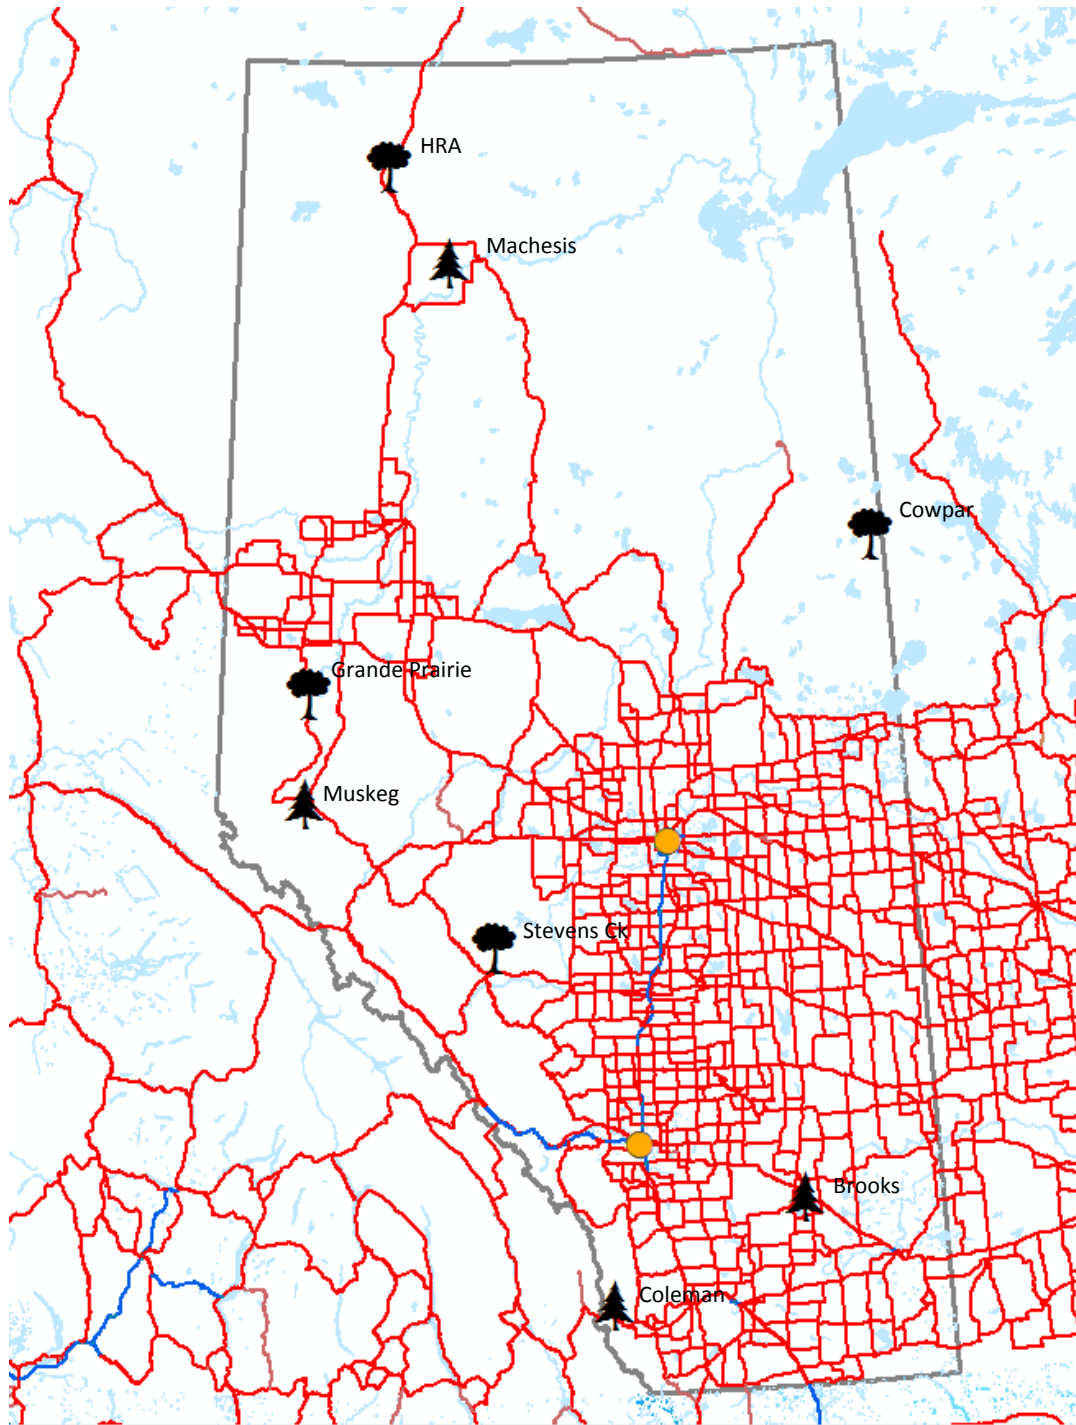 HRA
Machesis
Cowpar
Grande Prairie
Muskeg
Stevens Ck
Brooks
Coleman